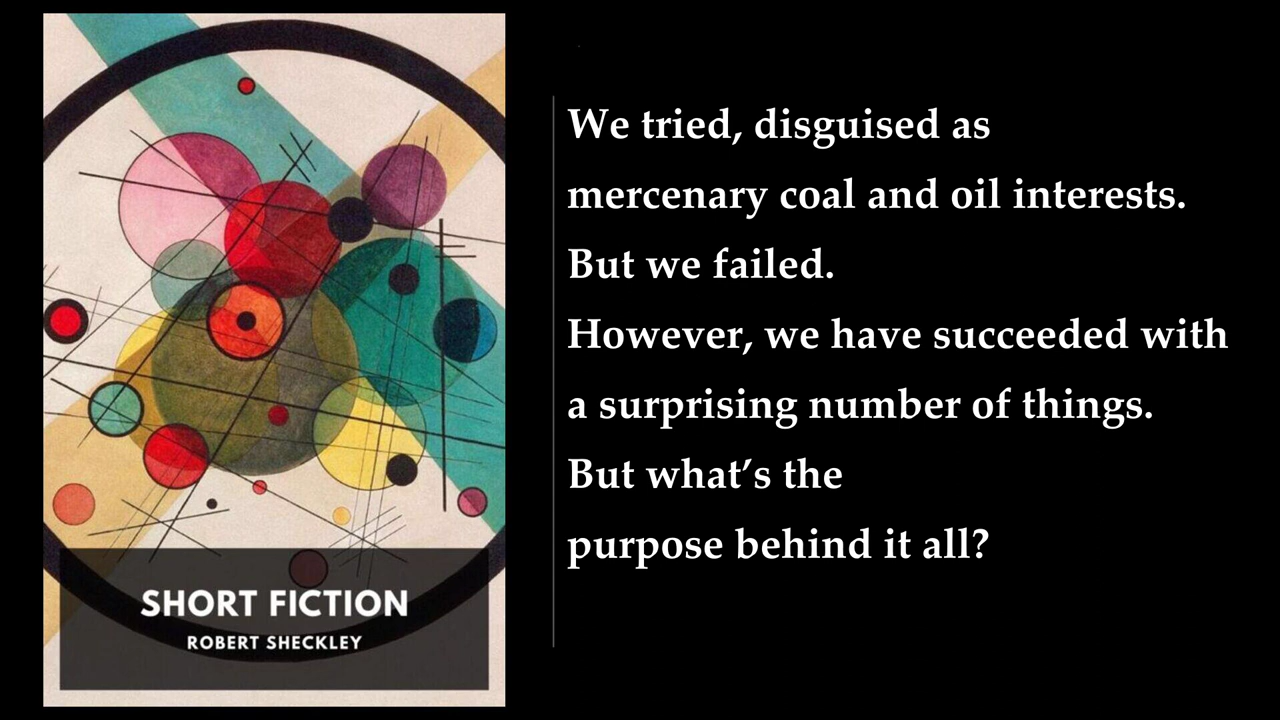 SHORT FICTION
ROBERT SHECKLEY
We tried, disguised as
mercenary coal and oil interests.
But we failed.
However, we have succeeded with
a surprising number of things.
But what’s the
purpose behind it all?